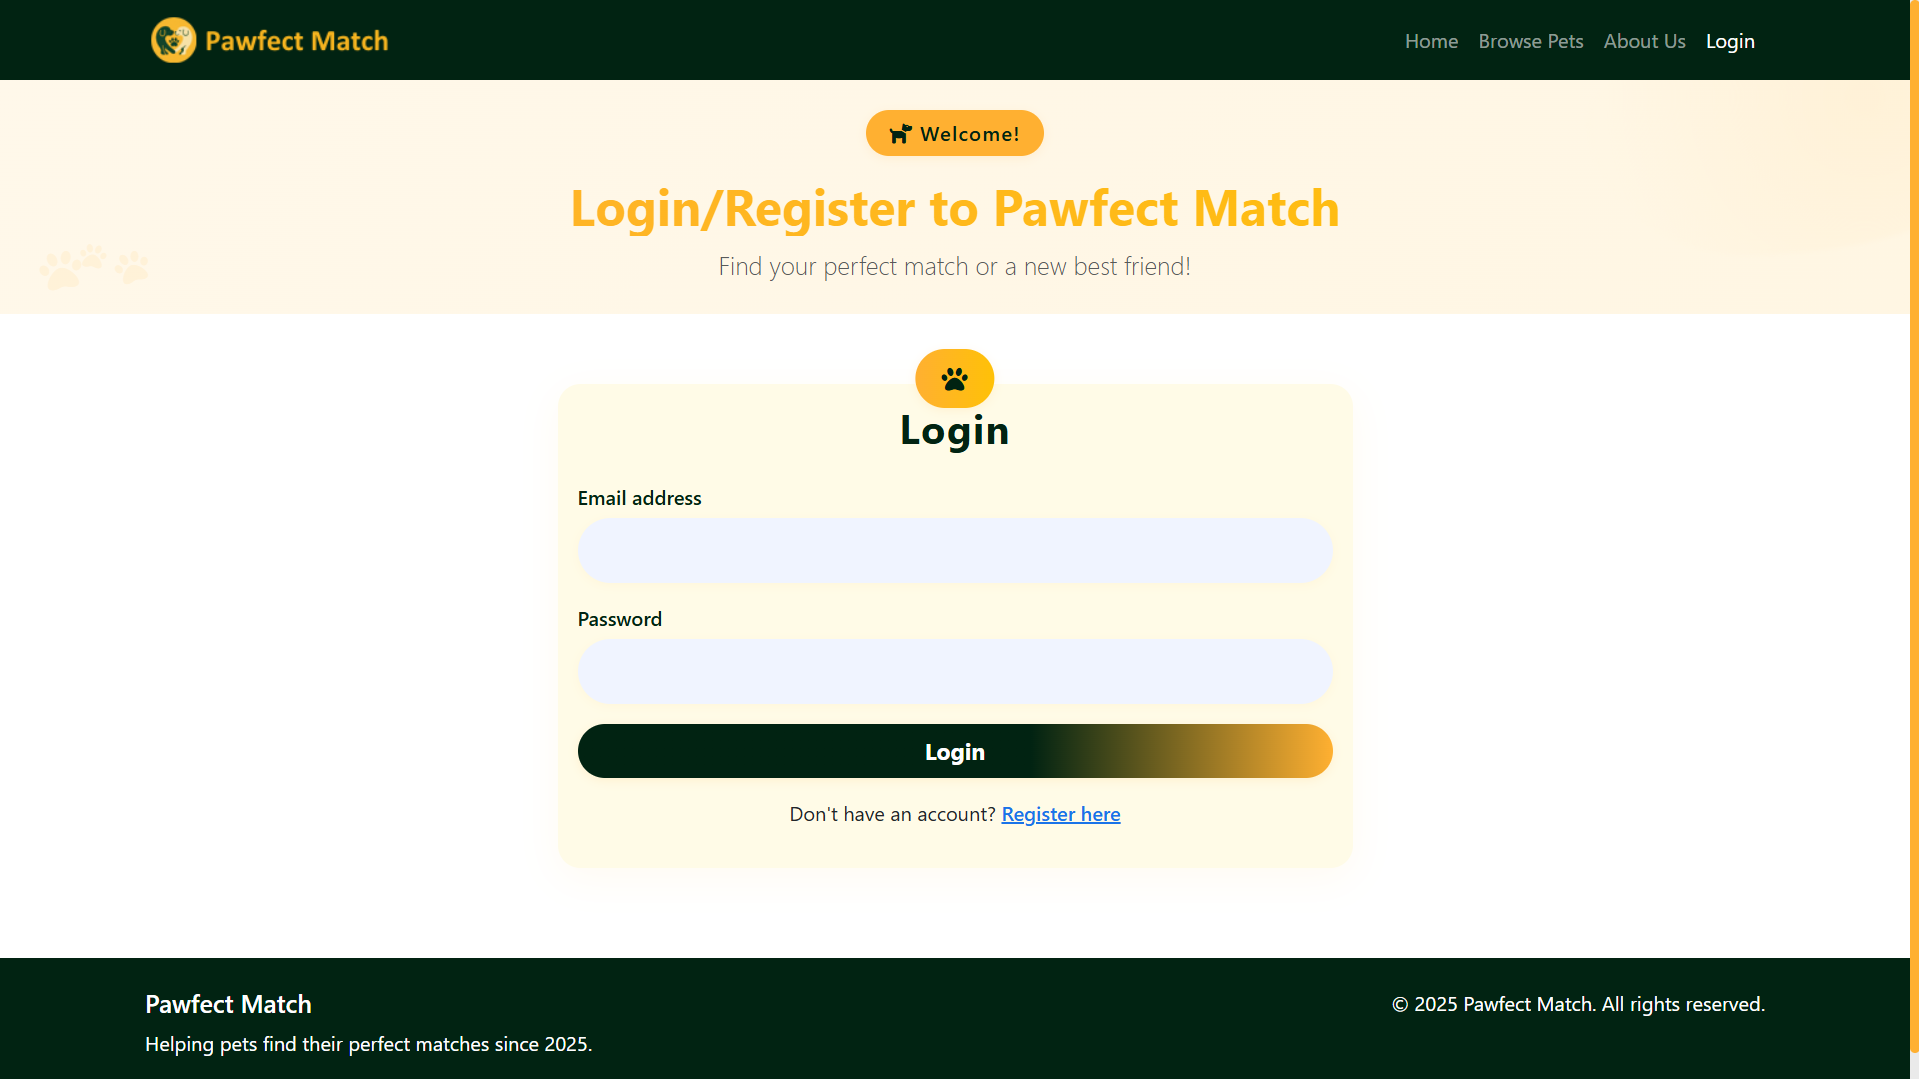 Pawfect Match
Home Browse Pets About Us Login
Welcome!
Login/Register to Pawfect Match
Find your perfect match or a new best friend!
Login
Email address
Password
Login
Don't have an account? Register here
Pawfect Match
Helping pets find their perfect matches since 2025.
© 2025 Pawfect Match. All rights reserved.